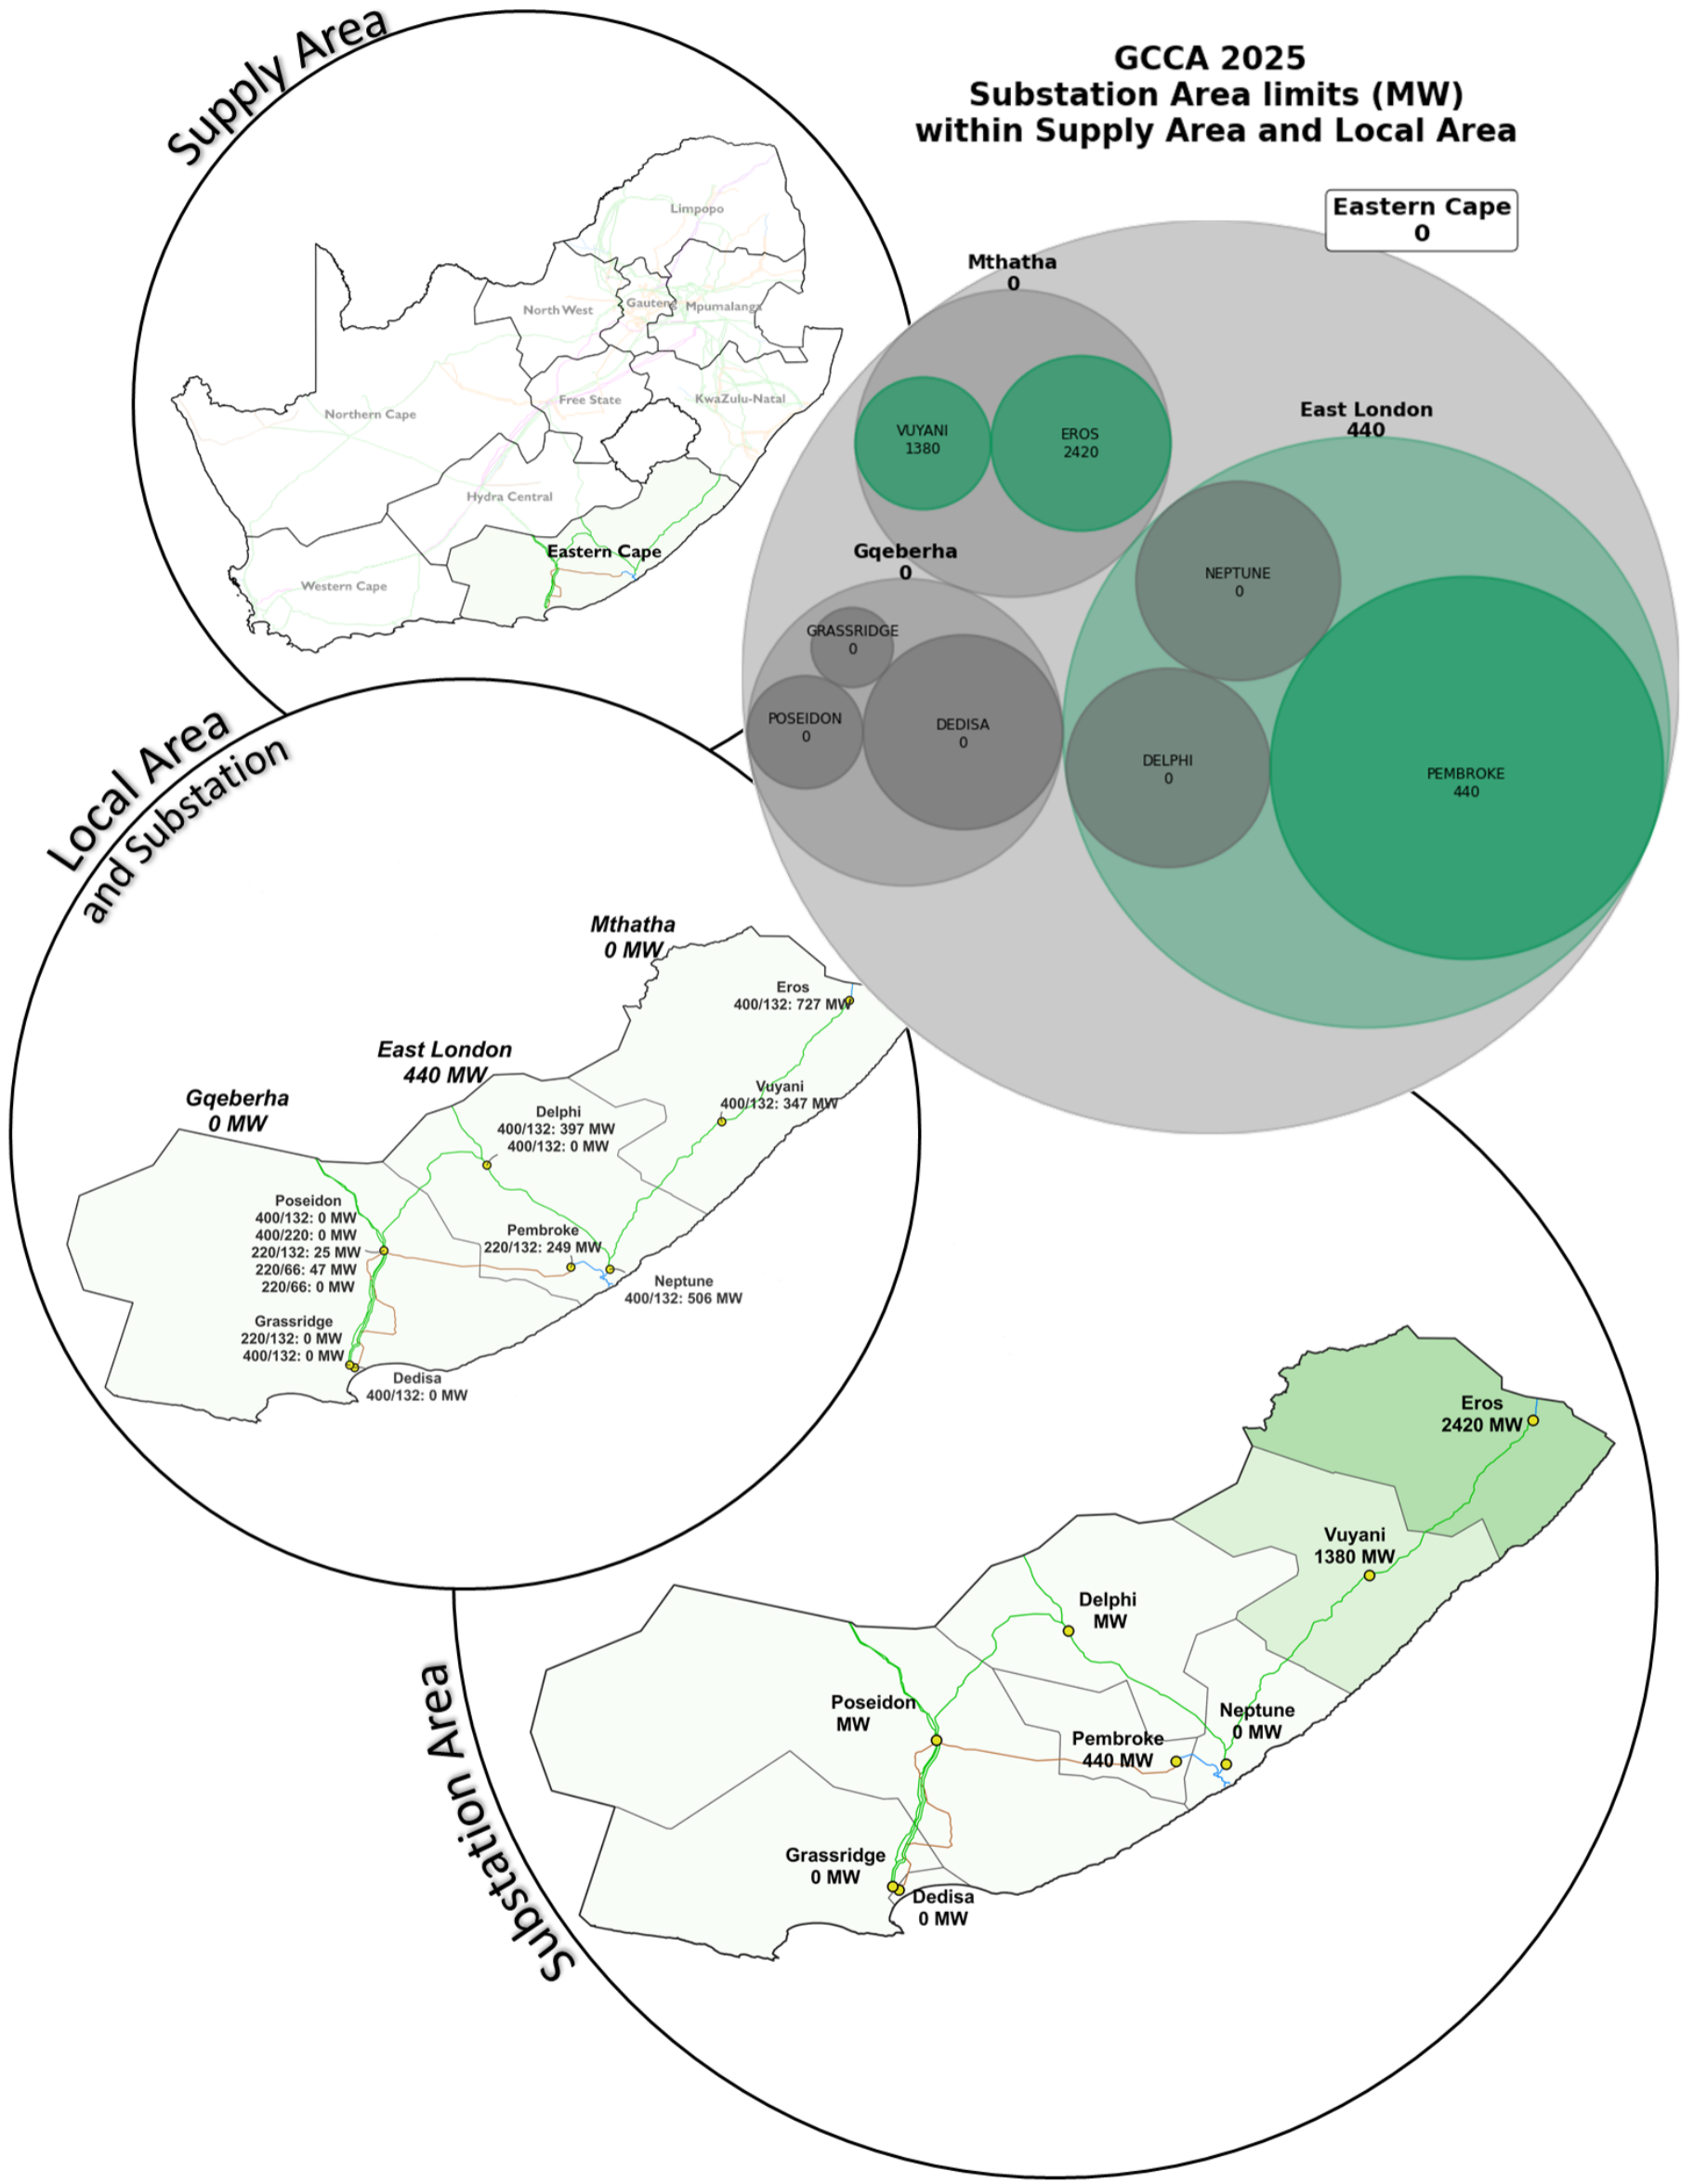 Supply Area
GCCA 2025
Substation Area limits (MW)
within Supply Area and Local Area
Limpopo
North West
Gauteng
Mpumalanga
Northern Cape
Free State
KwaZulu-Natal
Hydra Central
Eastern Cape
Western Cape
Eastern Cape
0
Mthatha
0
VUYANI
1380
EROS
2420
East London
440
NEPTUNE
0
DELPHI
0
PEMBROKE
440
Gqeberha
0
GRASSRIDGE
0
POSEIDON
0
DEDISA
0
Local Area
and Substation
Mthatha
0 MW
Eros
400/132: 727 MW
East London
440 MW
Vuyani
400/132: 347 MW
Gqeberha
0 MW
Delphi
400/132: 397 MW
400/132: 0 MW
Poseidon
400/132: 0 MW
400/220: 0 MW
220/132: 25 MW
220/66: 47 MW
220/66: 0 MW
Pembroke
220/132: 249 MW
Neptune
400/132: 506 MW
Grassridge
220/132: 0 MW
400/132: 0 MW
Dedisa
400/132: 0 MW
Substation Area
Eros
2420 MW
Vuyani
1380 MW
Delphi
MW
Poseidon
MW
Neptune
0 MW
Pembroke
440 MW
Grassridge
0 MW
Dedisa
0 MW